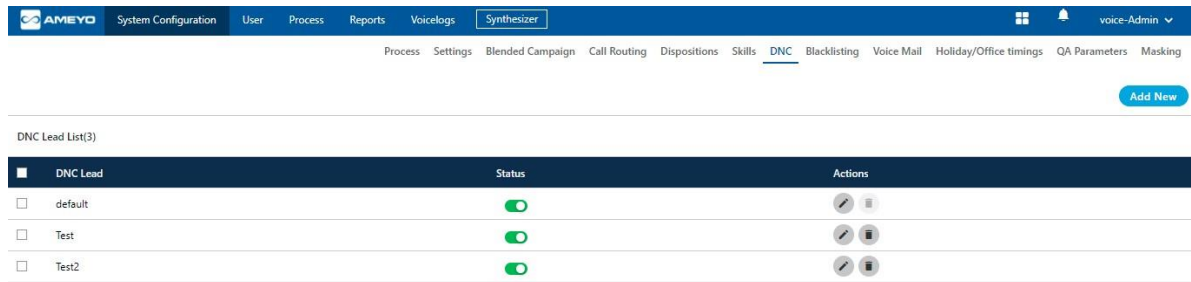 AMEYO System Configuration User Process Reports Voicelogs Synthesizer voice-Admin
Process Settings Blended Campaign Call Routing Dispositions Skills DNC Blacklisting Voice Mail Holiday/Office timings QA Parameters Masking
Add New
DNC Lead List(3)
DNC Lead Status Actions
default
Test
Test2